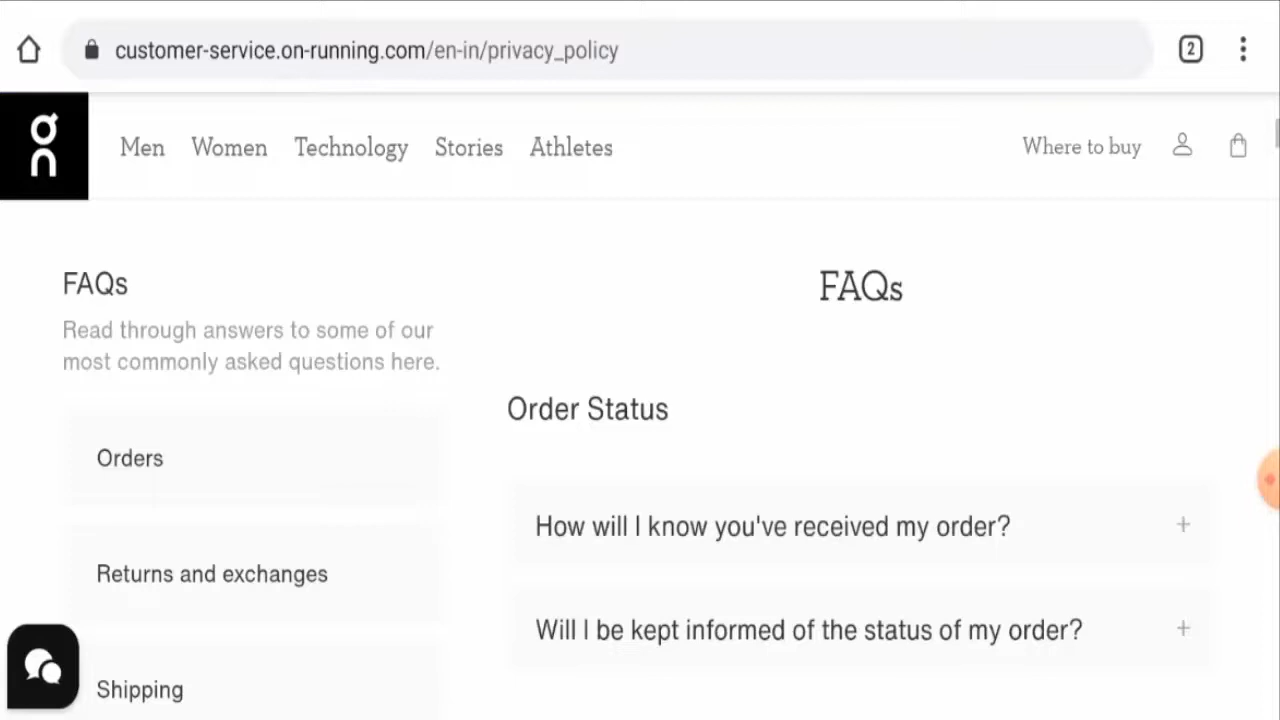 customer-service.on-running.com/en-in/privacy_policy
2
on
Men Women Technology Stories Athletes
Where to buy
FAQs
Read through answers to some of our
most commonly asked questions here.
Orders
Returns and exchanges
Shipping
FAQs
Order Status
How will I know you've received my order? +
Will I be kept informed of the status of my order? +